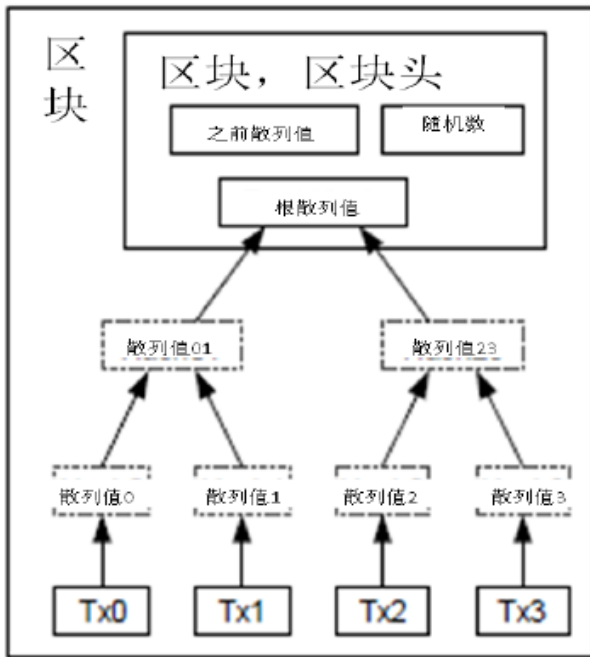 区块
区块，区块头
之前散列值
随机数
根散列值
散列值01
散列值23
散列值0
散列值1
散列值2
散列值3
Tx0
Tx1
Tx2
Tx3